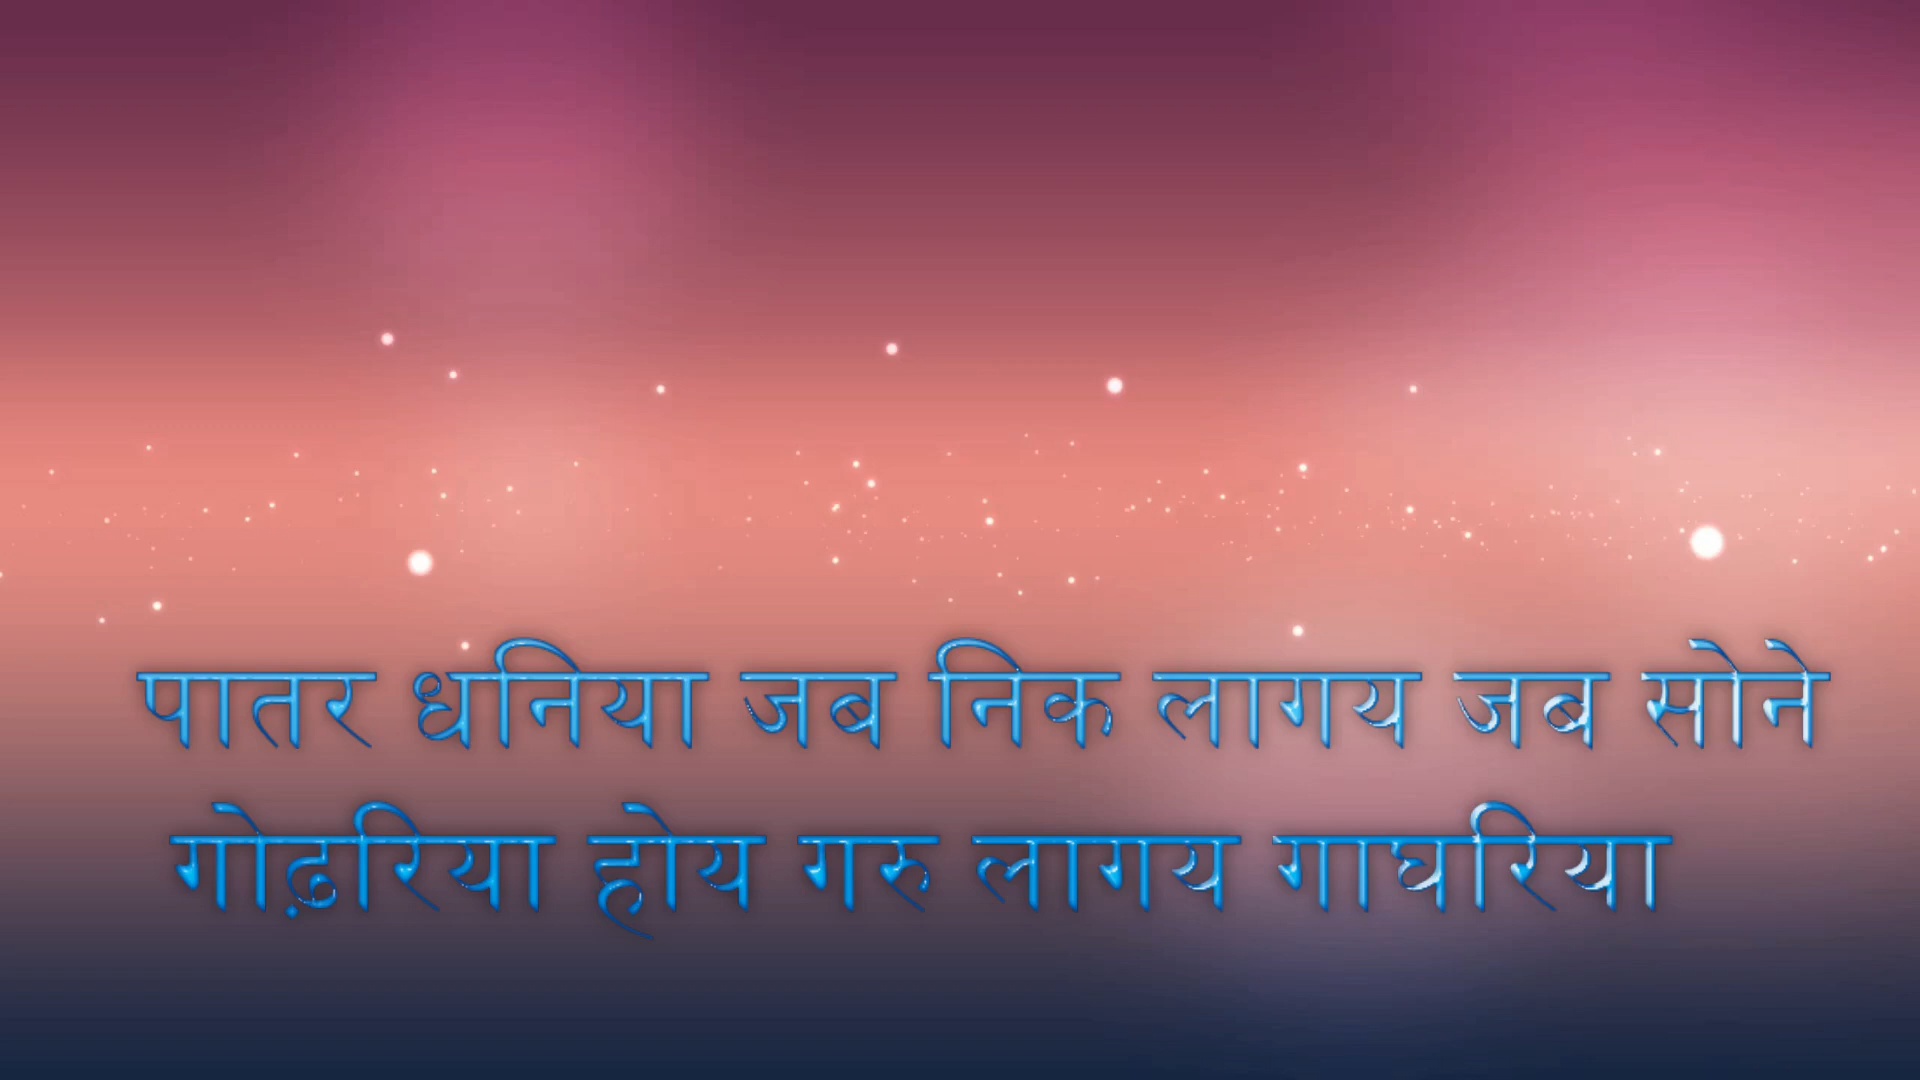 पातर धनिया जब निक लागय जब सोने
गोढ़रिया होय गरु लागय गाघरिया